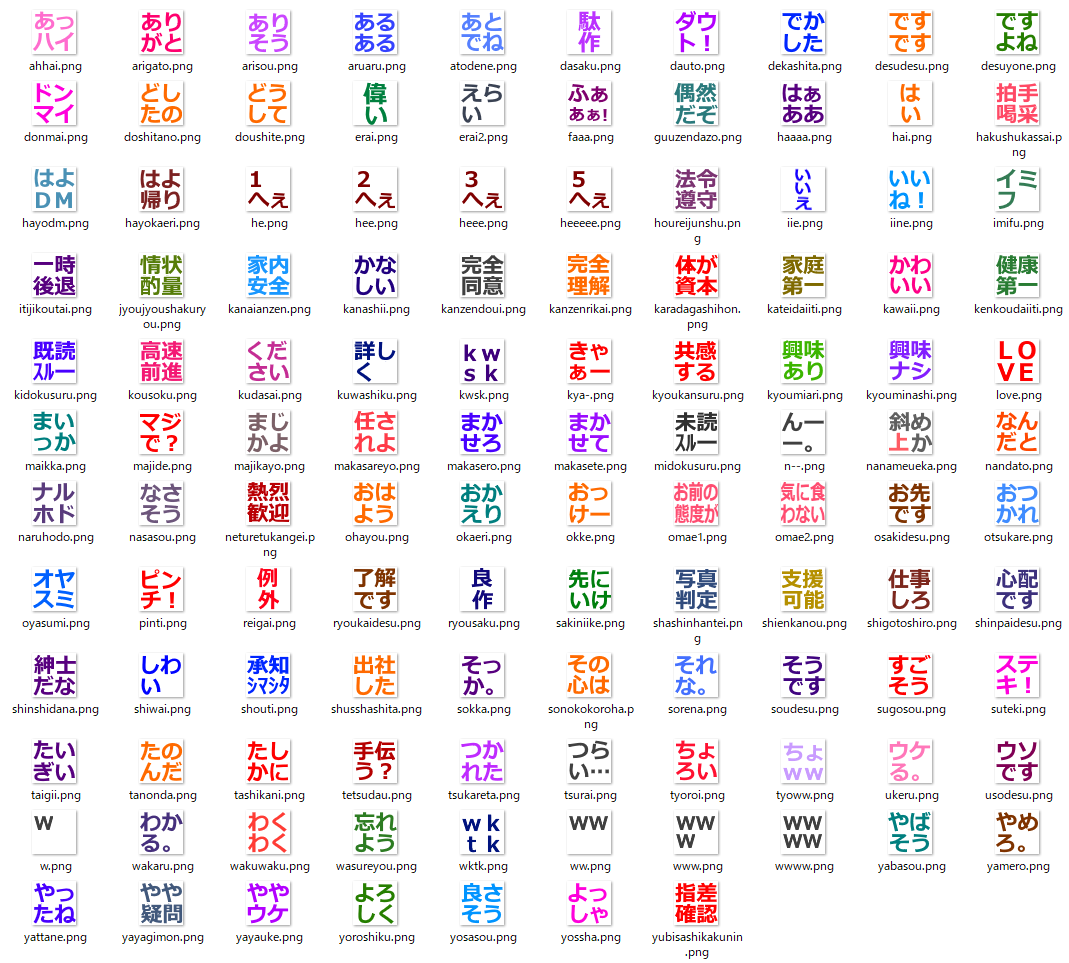 あっ
ハイ
ahhai.png
あり
がと
arigato.png
あり
そう
arisou.png
ある
ある
aruaru.png
あと
でね
atodene.png
駄
作
dasaku.png
ダウ
ト！
dauto.png
でか
した
dekashita.png
です
です
desudesu.png
です
よね
desuyone.png
ドン
マイ
donmai.png
どし
たの
doshitano.png
どう
して
doushite.png
偉
い
erai.png
えら
い
erai2.png
ふぁ
あぁ!
faaa.png
偶然
だぞ
guuzendazo.png
はぁ
ああ
haaaa.png
は
い
hai.png
拍手
喝采
hakushukassai.p
ng
はよ
ＤＭ
hayodm.png
はよ
帰り
hayokaeri.png
1
へぇ
he.png
2
へぇ
hee.png
3
へぇ
heee.png
5
へぇ
heeeee.png
法令
遵守
houreijunshu.pn
g
い
い
え
iie.png
いい
ね！
iine.png
イミ
フ
imifu.png
一時
後退
itijikoutai.png
情状
酌量
jyoujyoushakury
ou.png
家内
安全
kanaianzen.png
かな
しい
kanashii.png
完全
同意
kanzendoui.png
完全
理解
kanzenrikai.png
体が
資本
karadagashihon.
png
家庭
第一
kateidaiiti.png
かわ
いい
kawaii.png
健康
第一
kenkoudaiiti.png
既読
ｽﾙｰ
kidokusuru.png
高速
前進
kousoku.png
くだ
さい
kudasai.png
詳し
く
kuwashiku.png
ｋｗ
ｓｋ
kwsk.png
きゃ
ぁー
kya-.png
共感
する
kyoukansuru.png
興味
あり
kyoumiari.png
興味
ナシ
kyouminashi.png
ＬＯ
ＶＥ
love.png
まい
っか
maikka.png
マジ
で？
majide.png
まじ
かよ
majikayo.png
任さ
れよ
makasareyo.png
まか
せろ
makasero.png
まか
せて
makasete.png
未読
ｽﾙｰ
midokusuru.png
んー
ー。
n--.png
斜め
上か
nanameueka.png
なん
だと
nandato.png
ナル
ホド
naruhodo.png
なさ
そう
nasasou.png
熱烈
歓迎
neturetukangei.p
ng
おは
よう
ohayou.png
おか
えり
okaeri.png
おっ
けー
okke.png
お前の
態度が
omae1.png
気に食
わない
omae2.png
お先
です
osakidesu.png
おつ
かれ
otsukare.png
オヤ
スミ
oyasumi.png
ピン
チ！
pinti.png
例
外
reigai.png
了解
です
ryoukaidesu.png
良
作
ryousaku.png
先に
いけ
sakiniike.png
写真
判定
shashinhantei.pn
g
支援
可能
shienkanou.png
仕事
しろ
shigotoshiro.png
心配
です
shinpaidesu.png
紳士
だな
shinshidana.png
しわ
い
shiwai.png
承知
ｼﾏｼﾀ
shouti.png
出社
した
shusshashita.png
そっ
か。
sokka.png
その
心は
sonokokoroha.p
ng
それ
な。
sorena.png
そう
です
soudesu.png
すご
そう
sugosou.png
ステ
キ！
suteki.png
たい
ぎい
taigii.png
たの
んだ
tanonda.png
たし
かに
tashikani.png
手伝
う？
tetsudau.png
つか
れた
tsukareta.png
つら
い…
tsurai.png
ちょ
ろい
tyoroi.png
ちょ
ｗｗ
tyoww.png
ウケ
る。
ukeru.png
ウソ
です
usodesu.png
ｗ
w.png
わか
る。
wakaru.png
わく
わく
wakuwaku.png
忘れ
よう
wasureyou.png
ｗｋ
ｔｋ
wktk.png
ｗｗ
ww.png
ｗｗ
ｗ
www.png
ｗｗ
ｗｗ
wwww.png
やば
そう
yabasou.png
やめ
ろ。
yamero.png
やっ
たね
yattane.png
やや
疑問
yayagimon.png
やや
ウケ
yayauke.png
よろ
しく
yoroshiku.png
良さ
そう
yosasou.png
よっ
しゃ
yossha.png
指差
確認
yubisashikakunin
.png